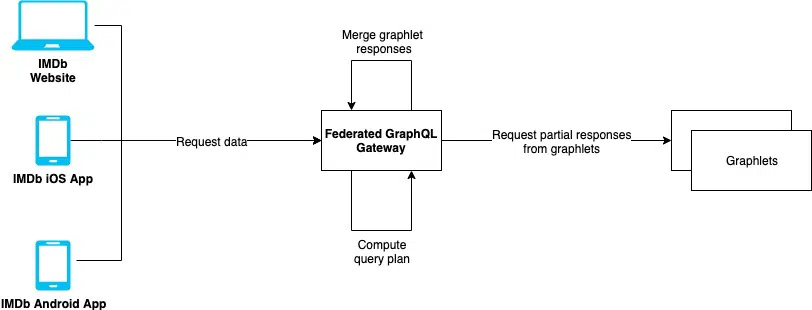 IMDb
Website
IMDb iOS App
IMDb Android App
Request data
Merge graphlet
responses
Federated GraphQL
Gateway
Compute
query plan
Request partial responses
from graphlets
Graphlets